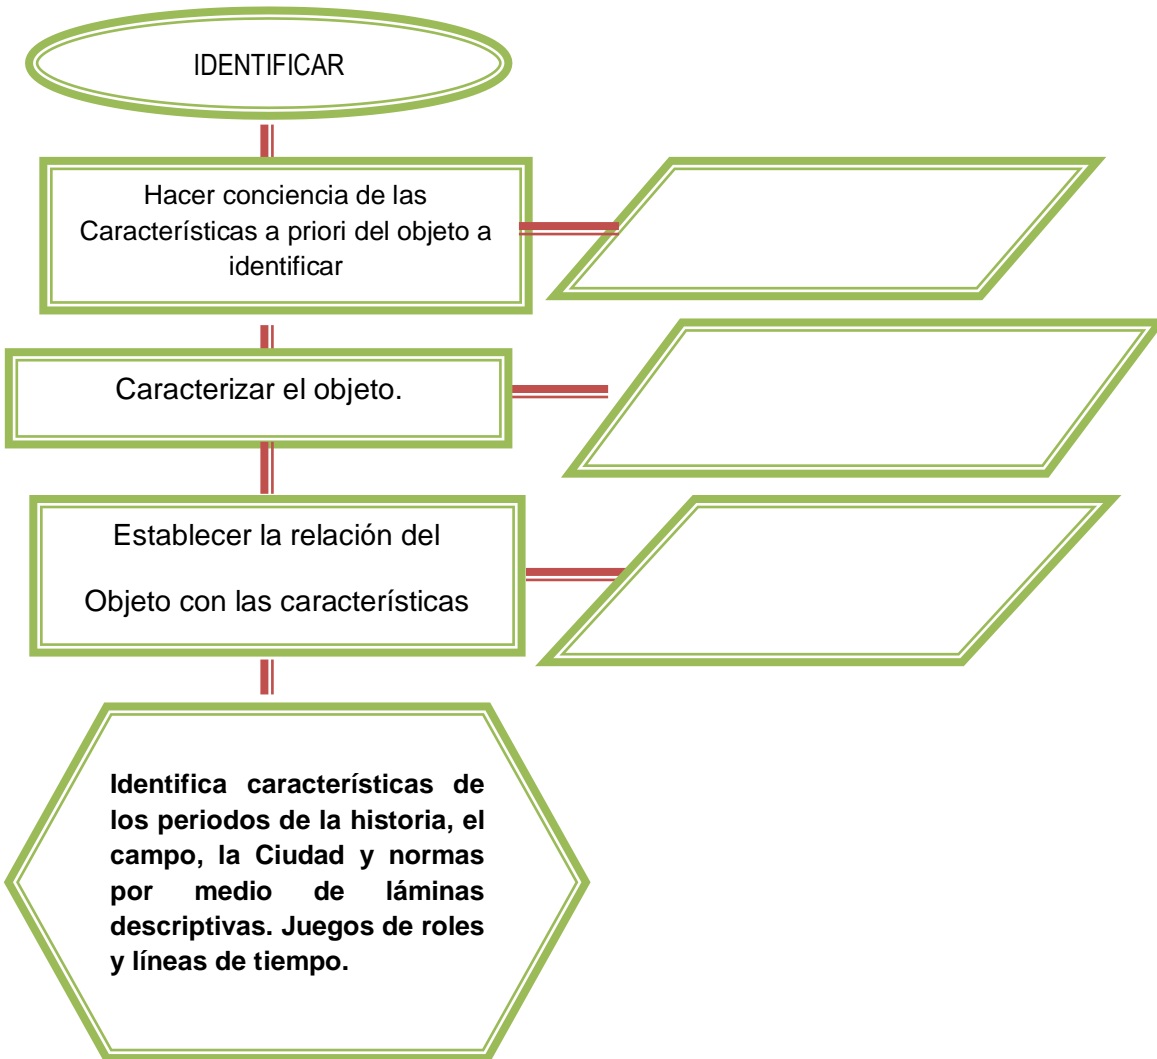 IDENTIFICAR
Hacer conciencia de las
Características a priori del objeto a
identificar
Caracterizar el objeto.
Establecer la relación del
Objeto con las características
Identifica características de
los periodos de la historia, el
campo, la Ciudad y normas
por medio de láminas
descriptivas. Juegos de roles
y líneas de tiempo.